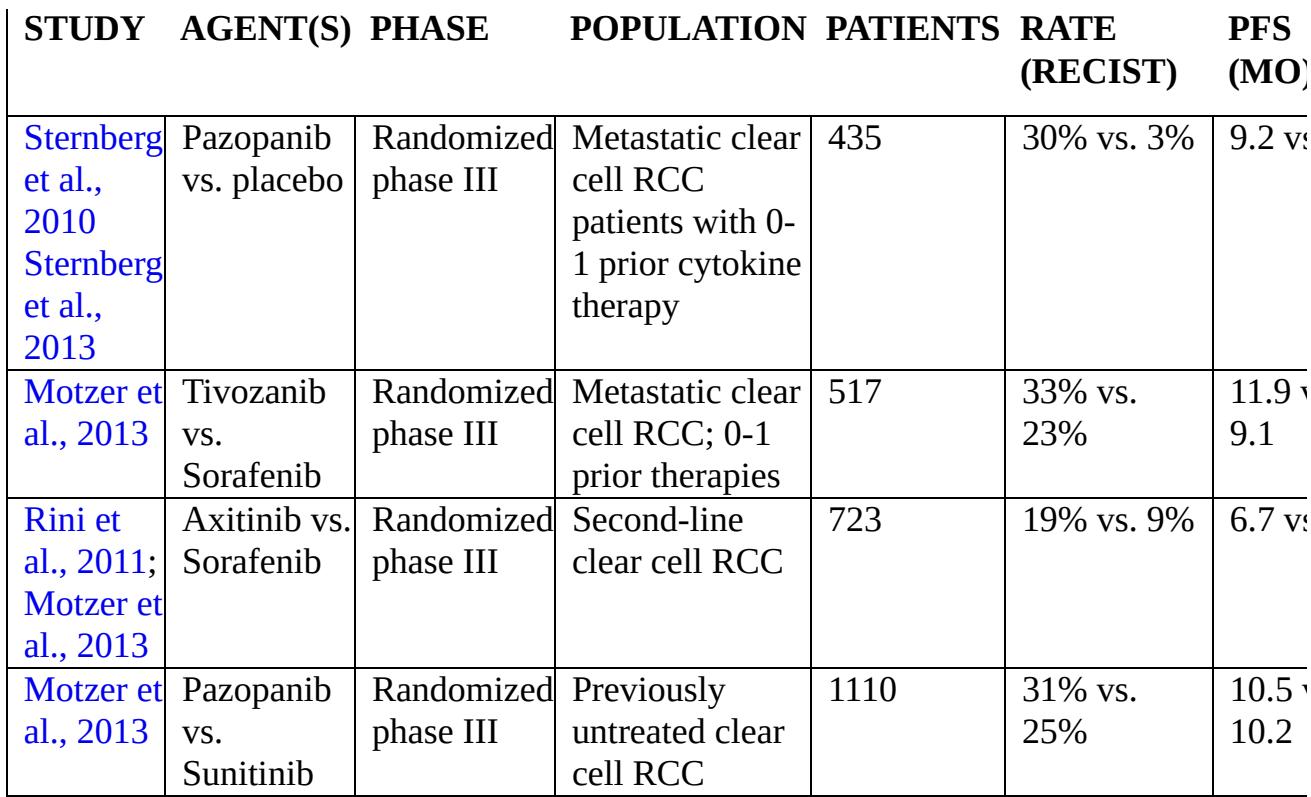 STUDY AGENT(S) PHASE POPULATION PATIENTS RATE (RECIST) PFS (MO)
Sternberg et al., 2010 Sternberg et al., 2013 Pazopanib vs. placebo Randomized phase III Metastatic clear cell RCC patients with 0-1 prior cytokine therapy 435 30% vs. 3% 9.2 vs
Motzer et al., 2013 Tivozanib vs. Sorafenib Randomized phase III Metastatic clear cell RCC; 0-1 prior therapies 517 33% vs. 23% 11.9 v 9.1
Rini et al., 2011; Motzer et al., 2013 Axitinib vs. Sorafenib Randomized phase III Second-line clear cell RCC 723 19% vs. 9% 6.7 vs
Motzer et al., 2013 Pazopanib vs. Sunitinib Randomized phase III Previously untreated clear cell RCC 1110 31% vs. 25% 10.5 v 10.2